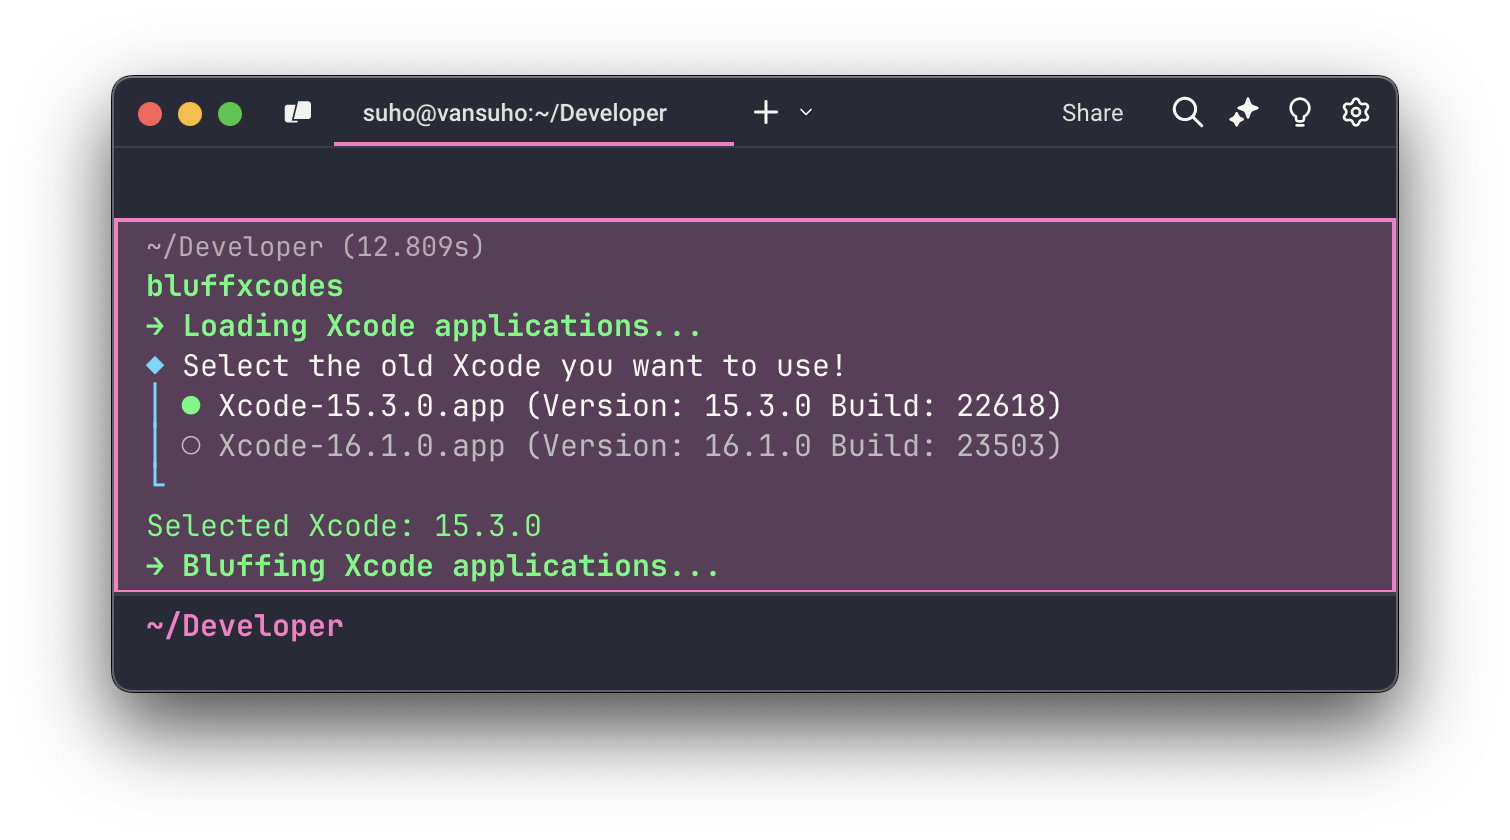 suho@vansuho:~/Developer
Share
~/Developer (12.809s)
bluffxcodes
→ Loading Xcode applications...
◆ Select the old Xcode you want to use!
● Xcode-15.3.0.app (Version: 15.3.0 Build: 22618)
○ Xcode-16.1.0.app (Version: 16.1.0 Build: 23503)
Selected Xcode: 15.3.0
→ Bluffing Xcode applications...
~/Developer